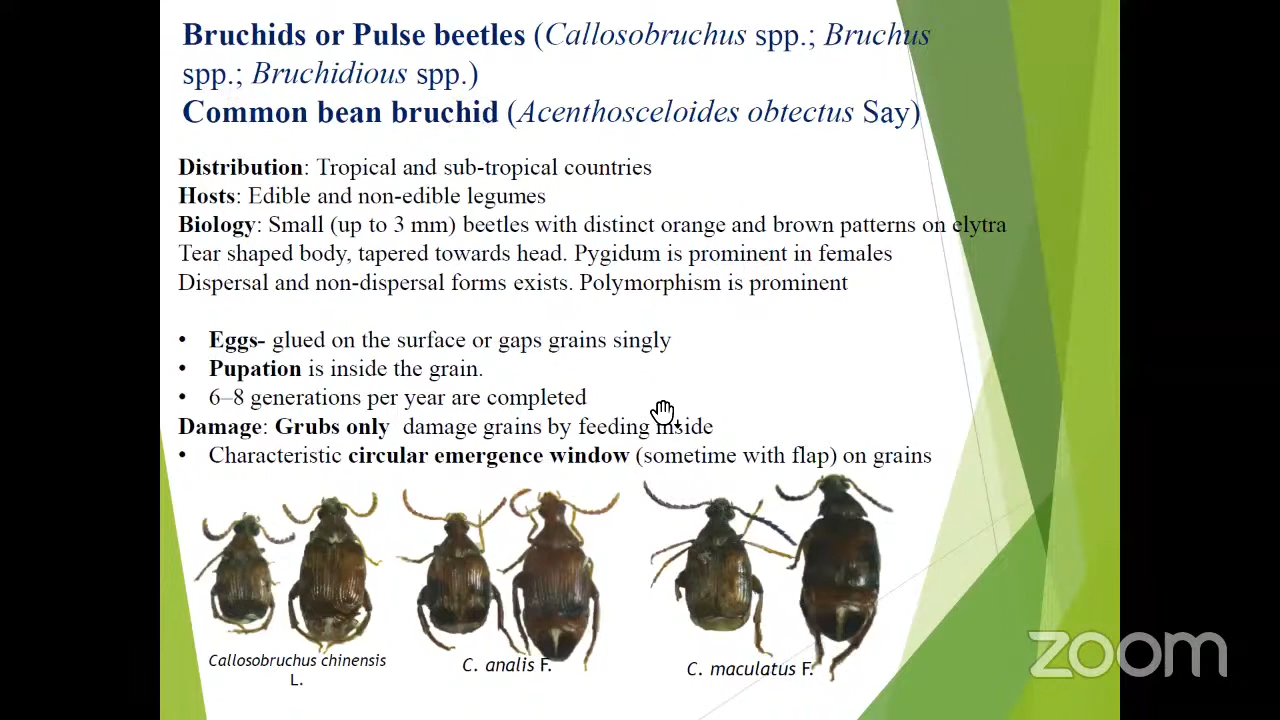 Bruchids or Pulse beetles (Callosobruchus spp.; Bruchus
spp.; Bruchidious spp.)
Common bean bruchid (Acenthosceloides obtectus Say)
Distribution: Tropical and sub-tropical countries
Hosts: Edible and non-edible legumes
Biology: Small (up to 3 mm) beetles with distinct orange and brown patterns on elytra
Tear shaped body, tapered towards head. Pygidum is prominent in females
Dispersal and non-dispersal forms exists. Polymorphism is prominent
• Eggs- glued on the surface or gaps grains singly
• Pupation is inside the grain.
• 6–8 generations per year are completed
Damage: Grubs only damage grains by feeding inside
• Characteristic circular emergence window (sometime with flap) on grains
Callosobruchus chinensis
L.
C. analis F.
C. maculatus F.
zoom